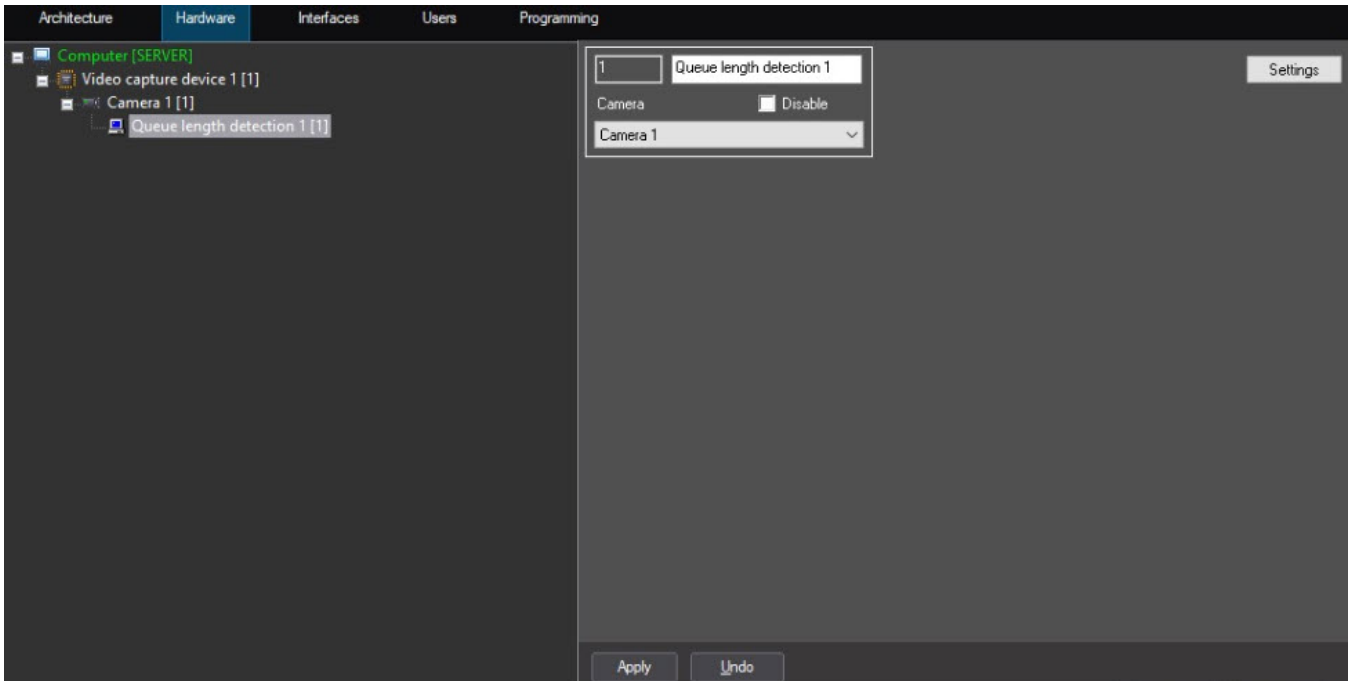 Architecture Hardware Interfaces Users Programming
Computer [SERVER]
Video capture device 1 [1]
Camera 1 [1]
Queue length detection 1 [1]
1 Queue length detection 1
Settings
Camera Disable
Camera 1
Apply Undo